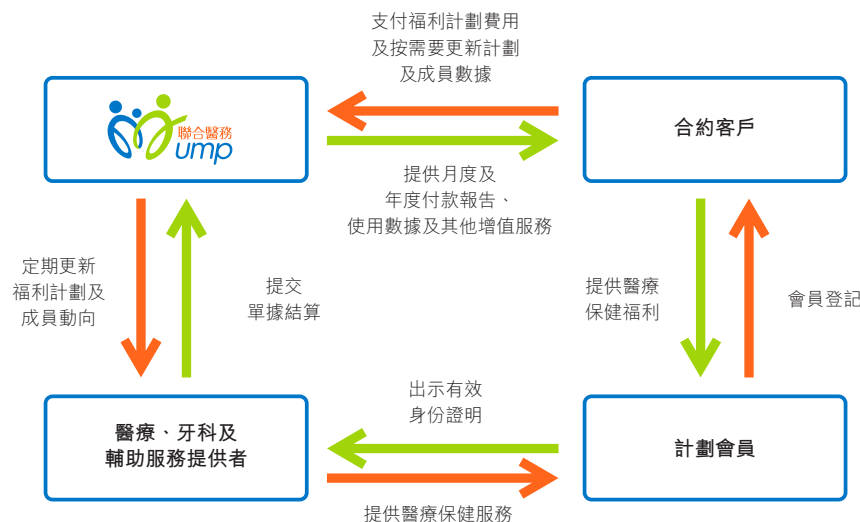 支付福利計劃費用
及按需要更新計劃
及成員數據
聯合醫務
ump
合約客戶
提供月度及
年度付款報告、
使用數據及其他增值服務
定期更新
福利計劃及
成員動向
提交
單據結算
提供醫療
保健福利
會員登記
出示有效
身份證明
醫療、牙科及
輔助服務提供者
計劃會員
提供醫療保健服務